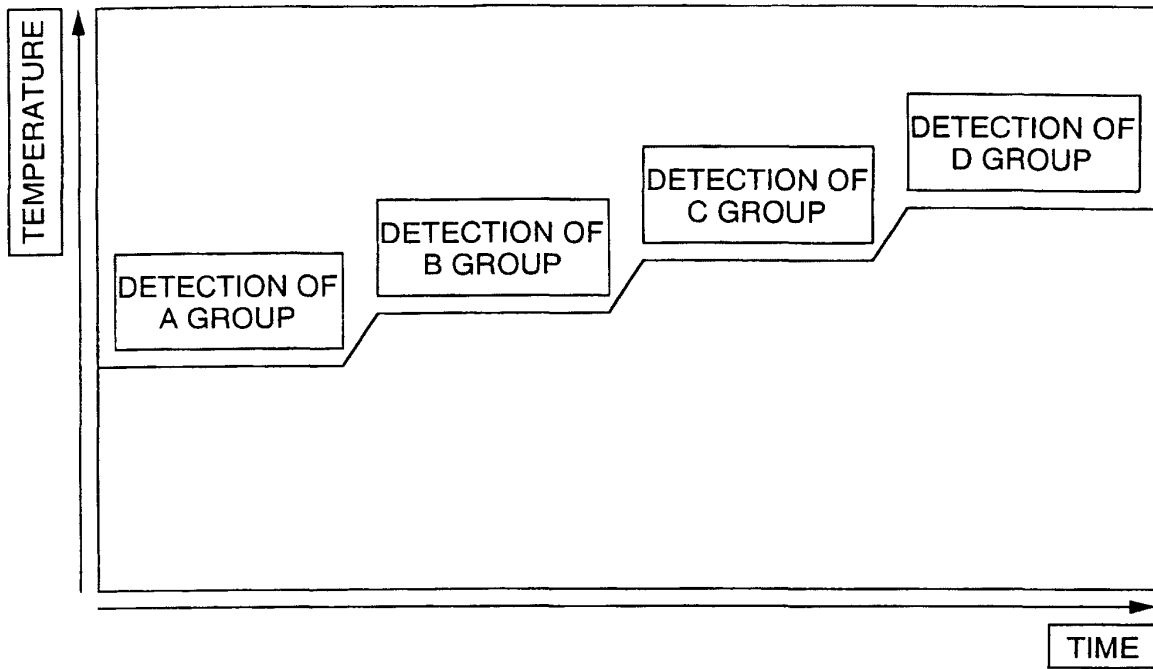 TEMPERATURE
DETECTION OF
A GROUP
DETECTION OF
B GROUP
DETECTION OF
C GROUP
DETECTION OF
D GROUP
TIME